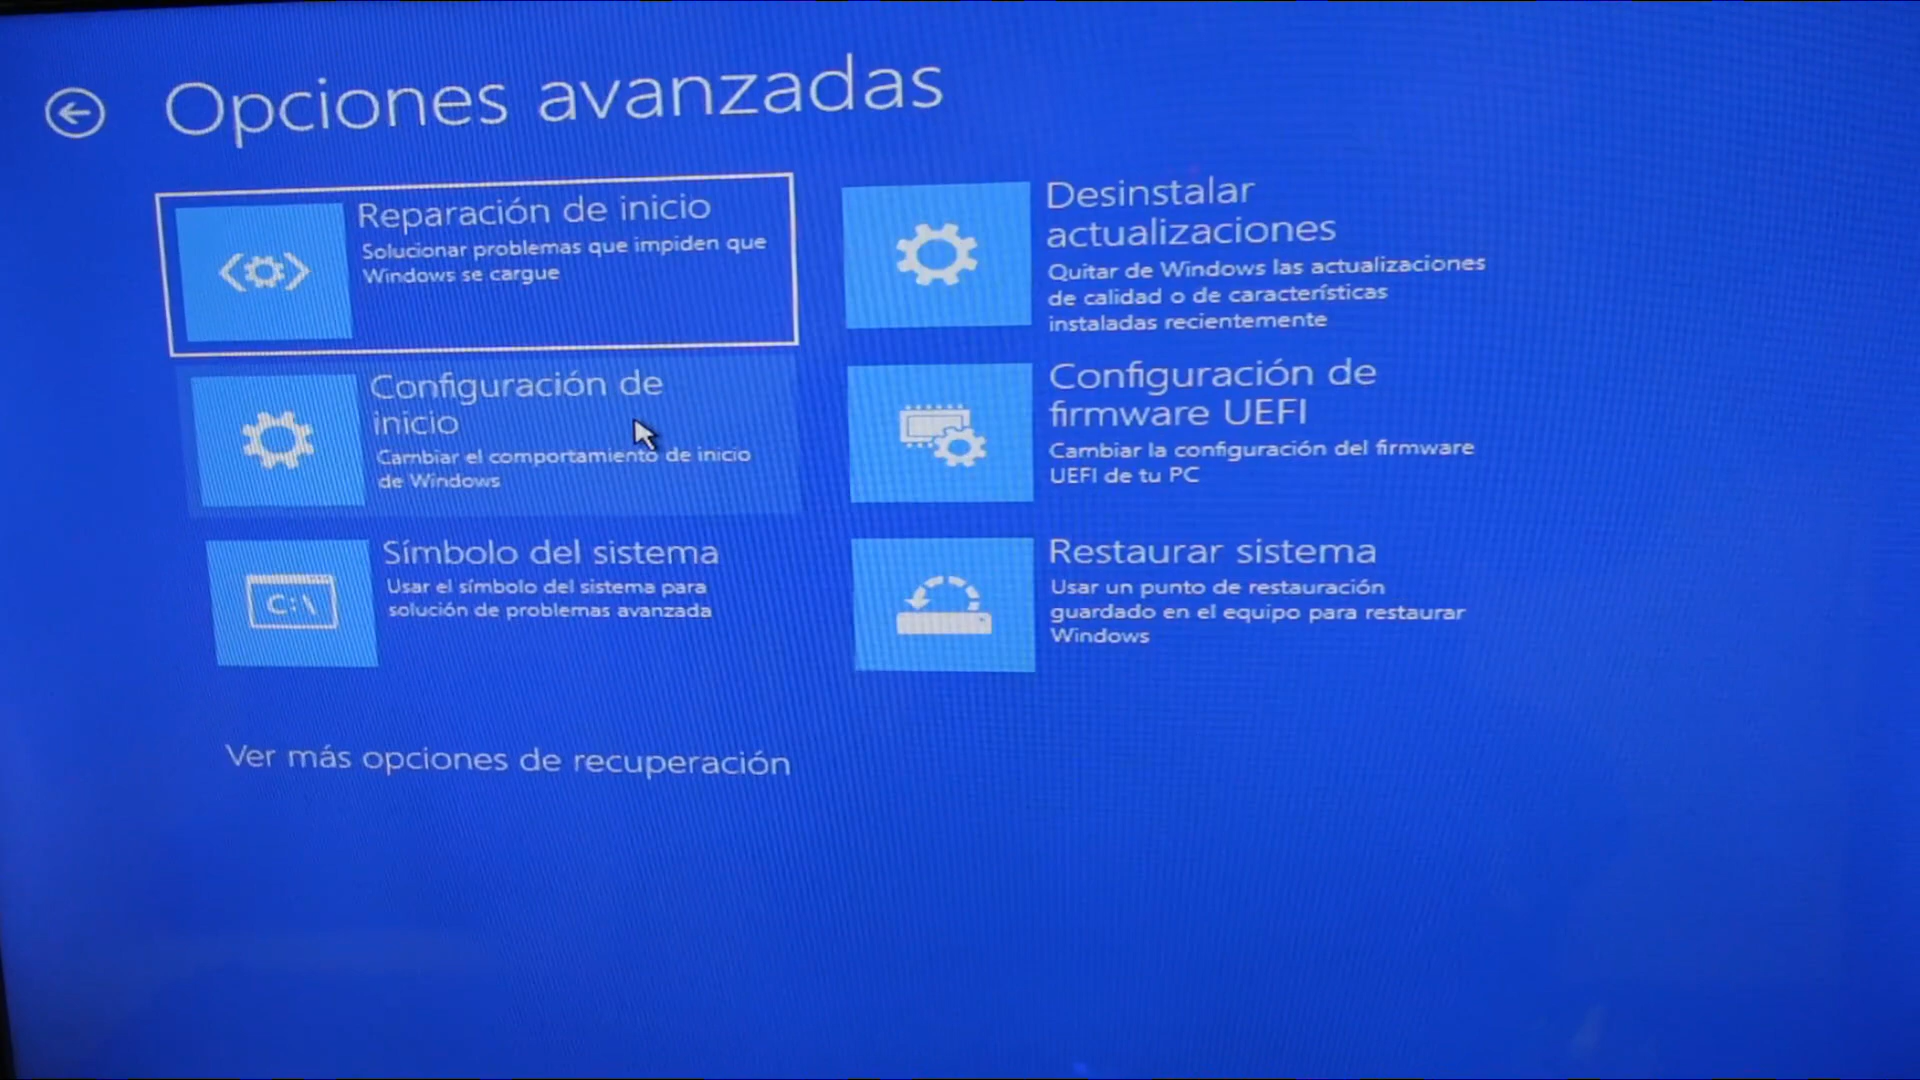 Opciones avanzadas
Reparación de inicio
Solucionar problemas que impiden que
Windows se cargue
Configuración de
inicio
Cambiar el comportamiento de inicio
de Windows
Símbolo del sistema
Usar el símbolo del sistema para
solución de problemas avanzada
C:\
Desinstalar
actualizaciones
Quitar de Windows las actualizaciones
de calidad o de características
instaladas recientemente
Configuración de
firmware UEFI
Cambiar la configuración del firmware
UEFI de tu PC
Restaurar sistema
Usar un punto de restauración
guardado en el equipo para restaurar
Windows
Ver más opciones de recuperación